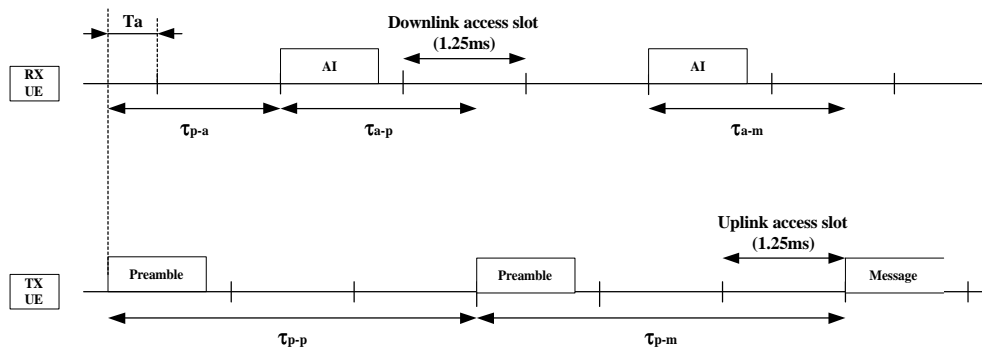 Ta
Downlink access slot
(1.25ms)
RX
UE
AI
AI
τp-a
τa-p
τa-m
Uplink access slot
(1.25ms)
TX
UE
Preamble
Preamble
Message
τp-p
τp-m